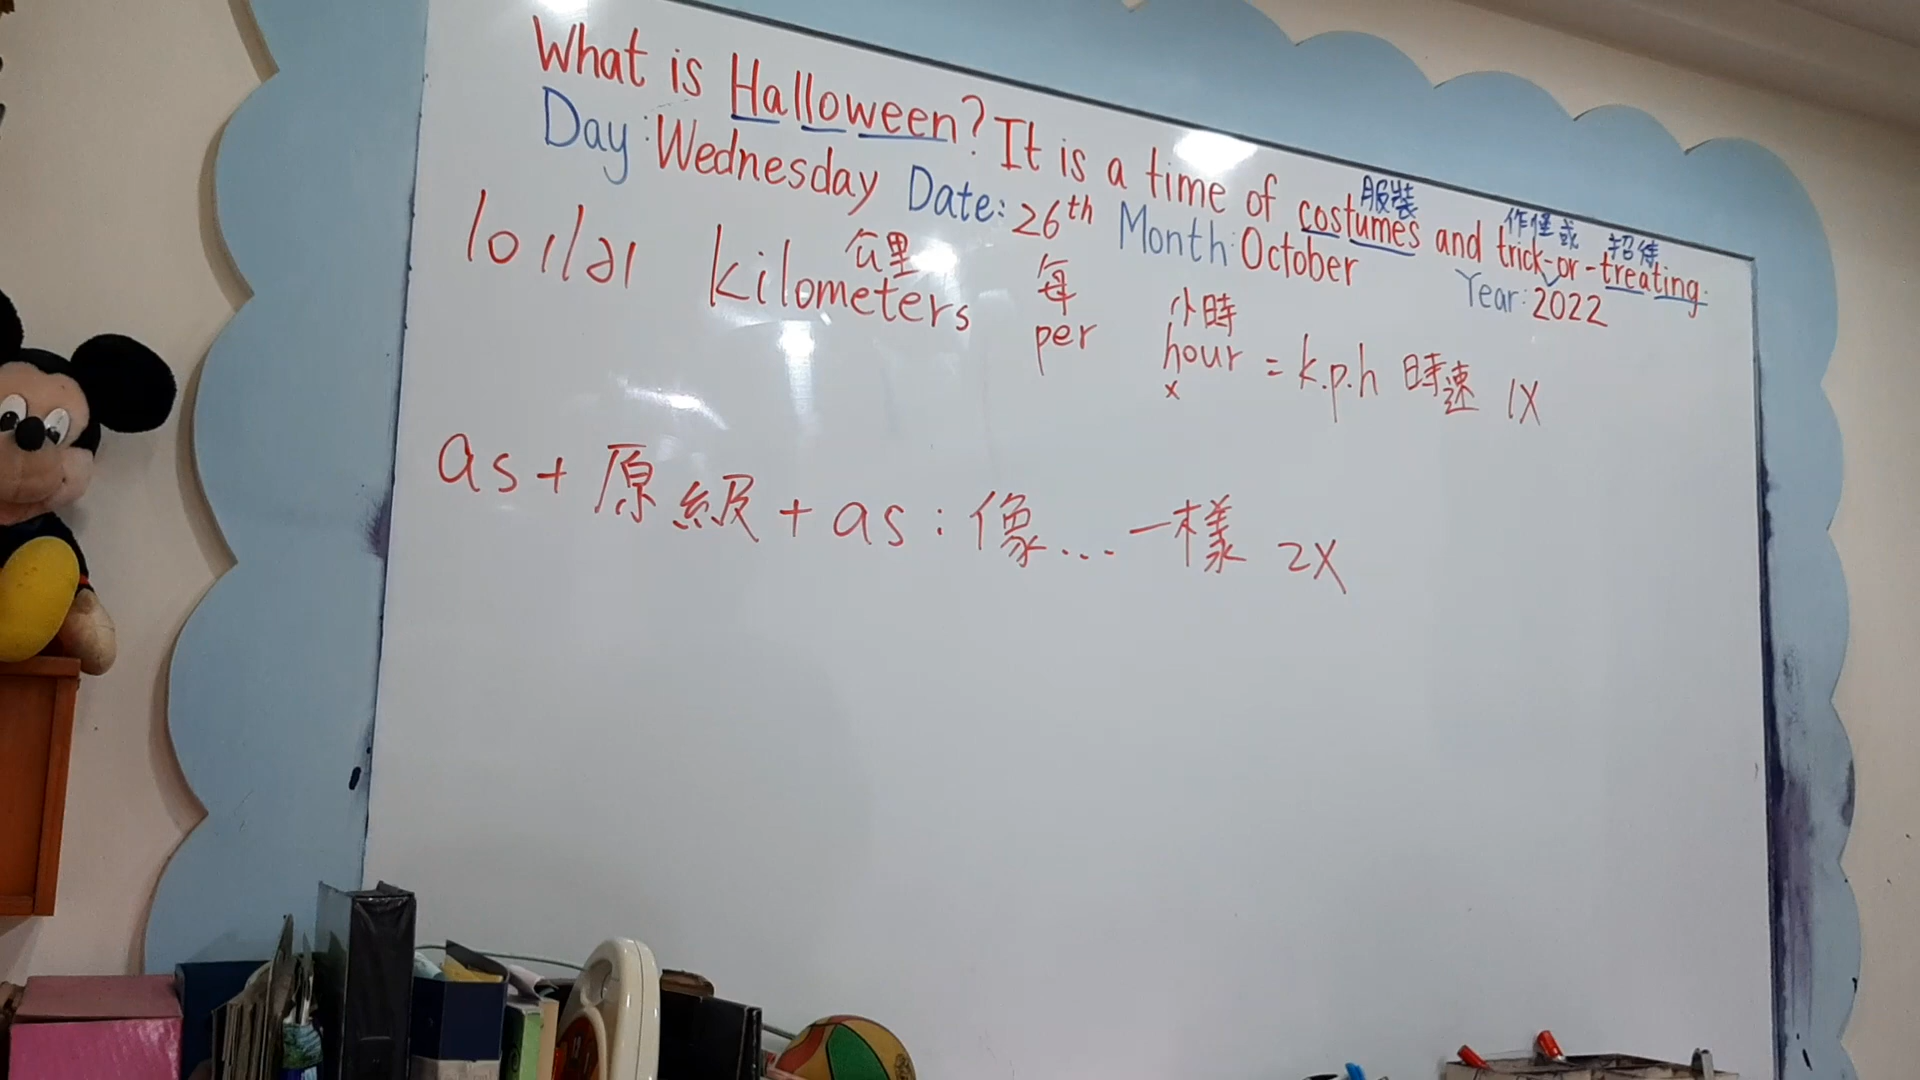 What is Halloween? It is a time of costumes and trick-or-treating.
服裝 作怪或 招待
Day: Wednesday Date: 26th Month: October Year: 2022
公里 每 小時
kilometers per hour = k.p.h 時速 1X
x
as + 原級 + as : 像...一樣 2X